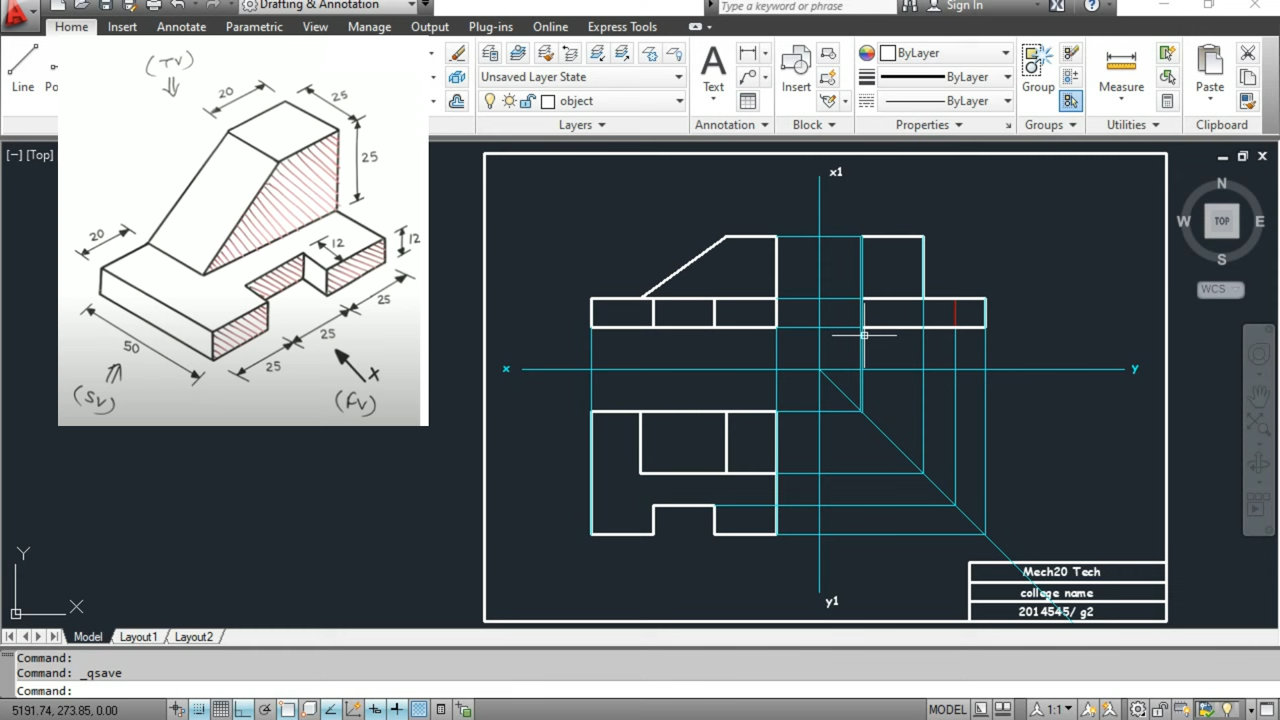 Drafting & Annotation
Type a keyword or phrase
Sign In
Home Insert Annotate Parametric View Manage Output Plug-ins Online Express Tools
Line
Unsaved Layer State
object
Layers
Text
Annotation
Insert
Block
ByLayer
ByLayer
ByLayer
Properties
Group
Groups
Measure
Utilities
Paste
Clipboard
[−] [Top]
(TV)
20
25
25
20
12
12
50
25
25
25
X
(SV)
(FV)
x1
x
y
y1
Mech20 Tech
college name
2014545/ g2
N
W
TOP
E
S
WCS
Y
X
Model Layout1 Layout2
Command:
Command: _qsave
Command:
5191.74, 273.85, 0.00
MODEL
1:1